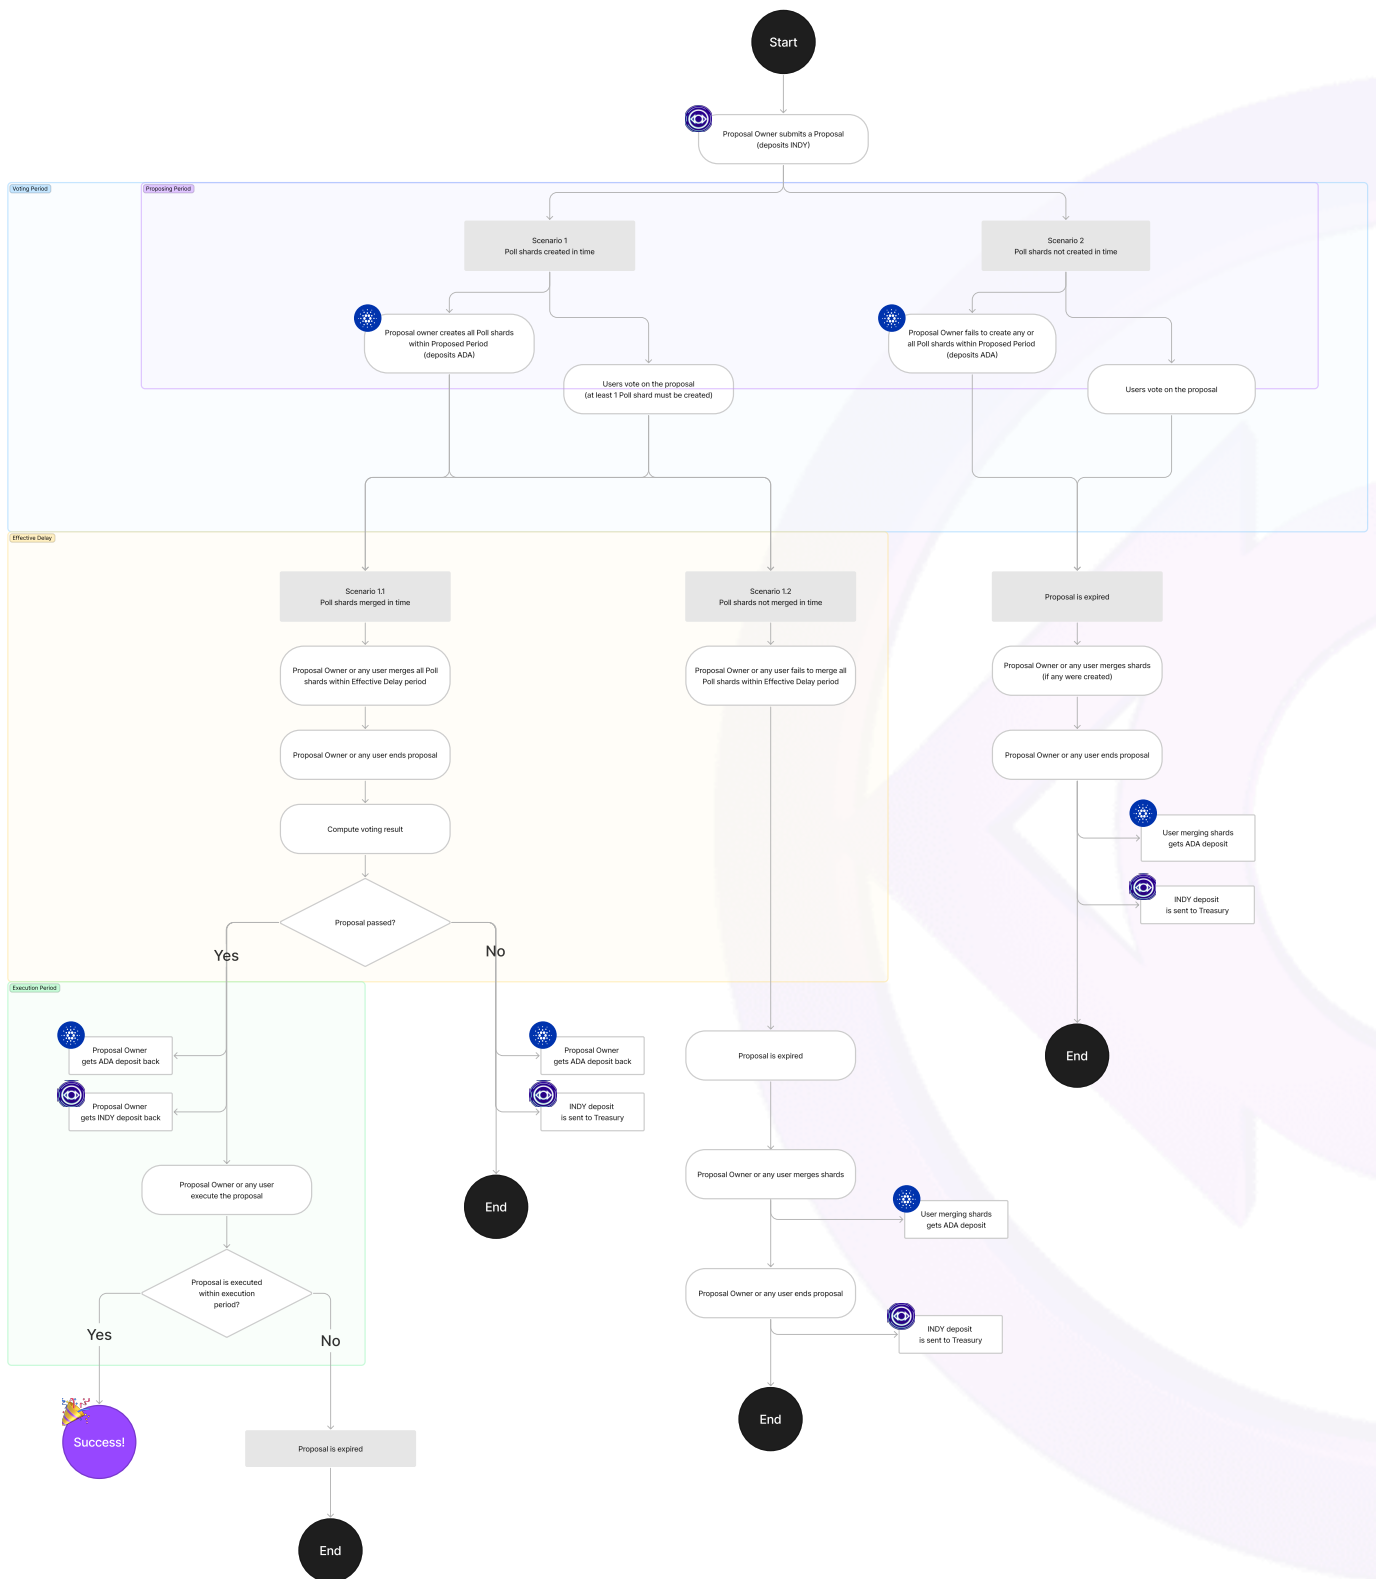 Start
Proposal Owner submits a Proposal
(deposits INDY)
Voting Period
Proposing Period
Scenario 1
Poll shards created in time
Scenario 2
Poll shards not created in time
Proposal owner creates all Poll shards
within Proposed Period
(deposits ADA)
Users vote on the proposal
(at least 1 Poll shard must be created)
Proposal Owner fails to create any or
all Poll shards within Proposed Period
(deposits ADA)
Users vote on the proposal
Effective Delay
Scenario 1.1
Poll shards merged in time
Scenario 1.2
Poll shards not merged in time
Proposal is expired
Proposal Owner or any user merges all Poll
shards within Effective Delay period
Proposal Owner or any user fails to merge all
Poll shards within Effective Delay period
Proposal Owner or any user merges shards
(if any were created)
Proposal Owner or any user ends proposal
Proposal Owner or any user ends proposal
Compute voting result
User merging shards
gets ADA deposit
INDY deposit
is sent to Treasury
Proposal passed?
Yes
No
Execution Period
Proposal Owner
gets ADA deposit back
Proposal Owner
gets INDY deposit back
Proposal Owner
gets ADA deposit back
INDY deposit
is sent to Treasury
Proposal is expired
End
Proposal Owner or any user
execute the proposal
End
Proposal Owner or any user merges shards
User merging shards
gets ADA deposit
Proposal is executed
within execution
period?
Yes
No
Proposal Owner or any user ends proposal
INDY deposit
is sent to Treasury
Success!
Proposal is expired
End
End